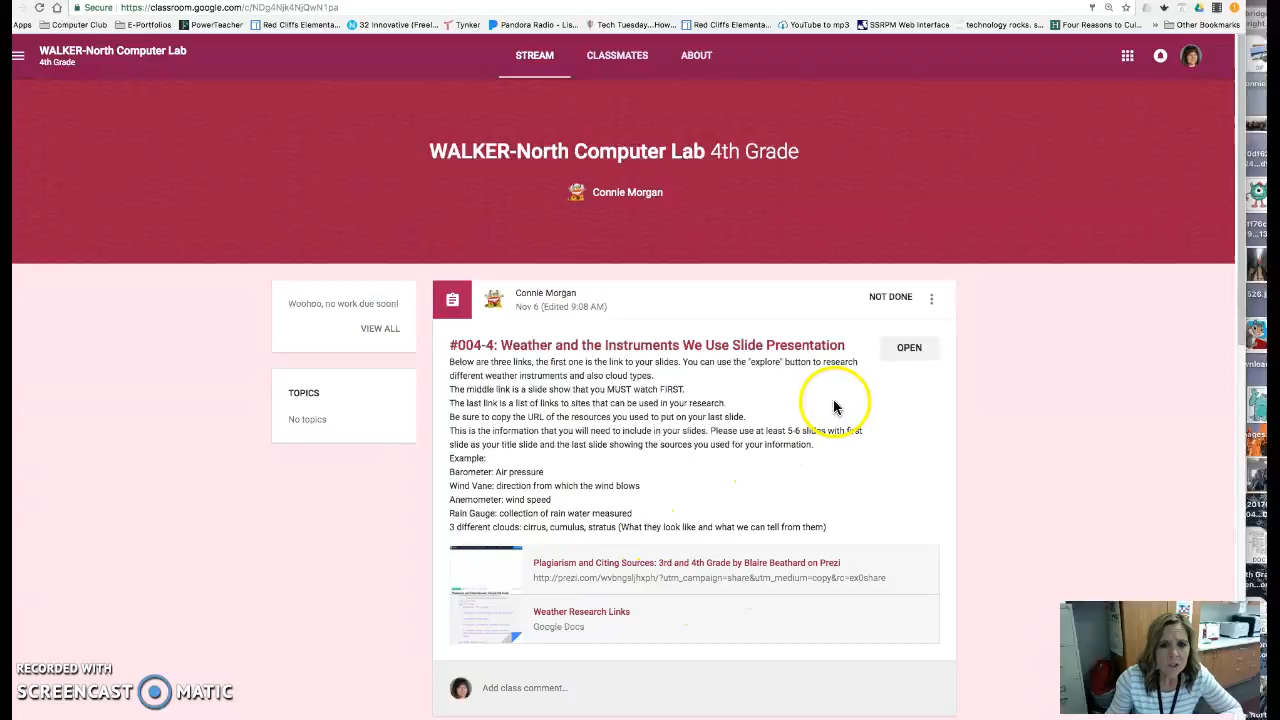 Secure
https://classroom.google.com/c/NDg4Njk4NjQwN1pa
Apps
Computer Club
E-Portfolios
PowerTeacher
Red Cliffs Elementa...
32 Innovative (Free)...
Tynker
Pandora Radio - Lis...
Tech Tuesday...How...
Red Cliffs Elementa...
YouTube to mp3
SSRPM Web Interface
technology rocks. s...
Four Reasons to Cul...
Other Bookmarks
WALKER-North Computer Lab
4th Grade
STREAM
CLASSMATES
ABOUT
WALKER-North Computer Lab 4th Grade
Connie Morgan
Woohoo, no work due soon!
VIEW ALL
TOPICS
No topics
Connie Morgan
Nov 6 (Edited 9:08 AM)
NOT DONE
#004-4: Weather and the Instruments We Use Slide Presentation
OPEN
Below are three links, the first one is the link to your slides. You can use the "explore" button to research
different weather instruments and also cloud types.
The middle link is a slide show that you MUST watch FIRST.
The last link is a list of links to sites that can be used in your research.
Be sure to copy the URL of the resources you used to put on your last slide.
This is the information that you will need to include in your slides. Please use at least 5-6 slides with first
slide as your title slide and the last slide showing the sources you used for your information.
Example:
Barometer: Air pressure
Wind Vane: direction from which the wind blows
Anemometer: wind speed
Rain Gauge: collection of rain water measured
3 different clouds: cirrus, cumulus, stratus (What they look like and what we can tell from them)
Plagiarism and Citing Sources: 3rd and 4th Grade by Blaire Beathard on Prezi
http://prezi.com/wvbngsljhxph/?utm_campaign=share&utm_medium=copy&rc=ex0share
Weather Research Links
Google Docs
Add class comment...
RECORDED WITH
SCREENCAST MATIC